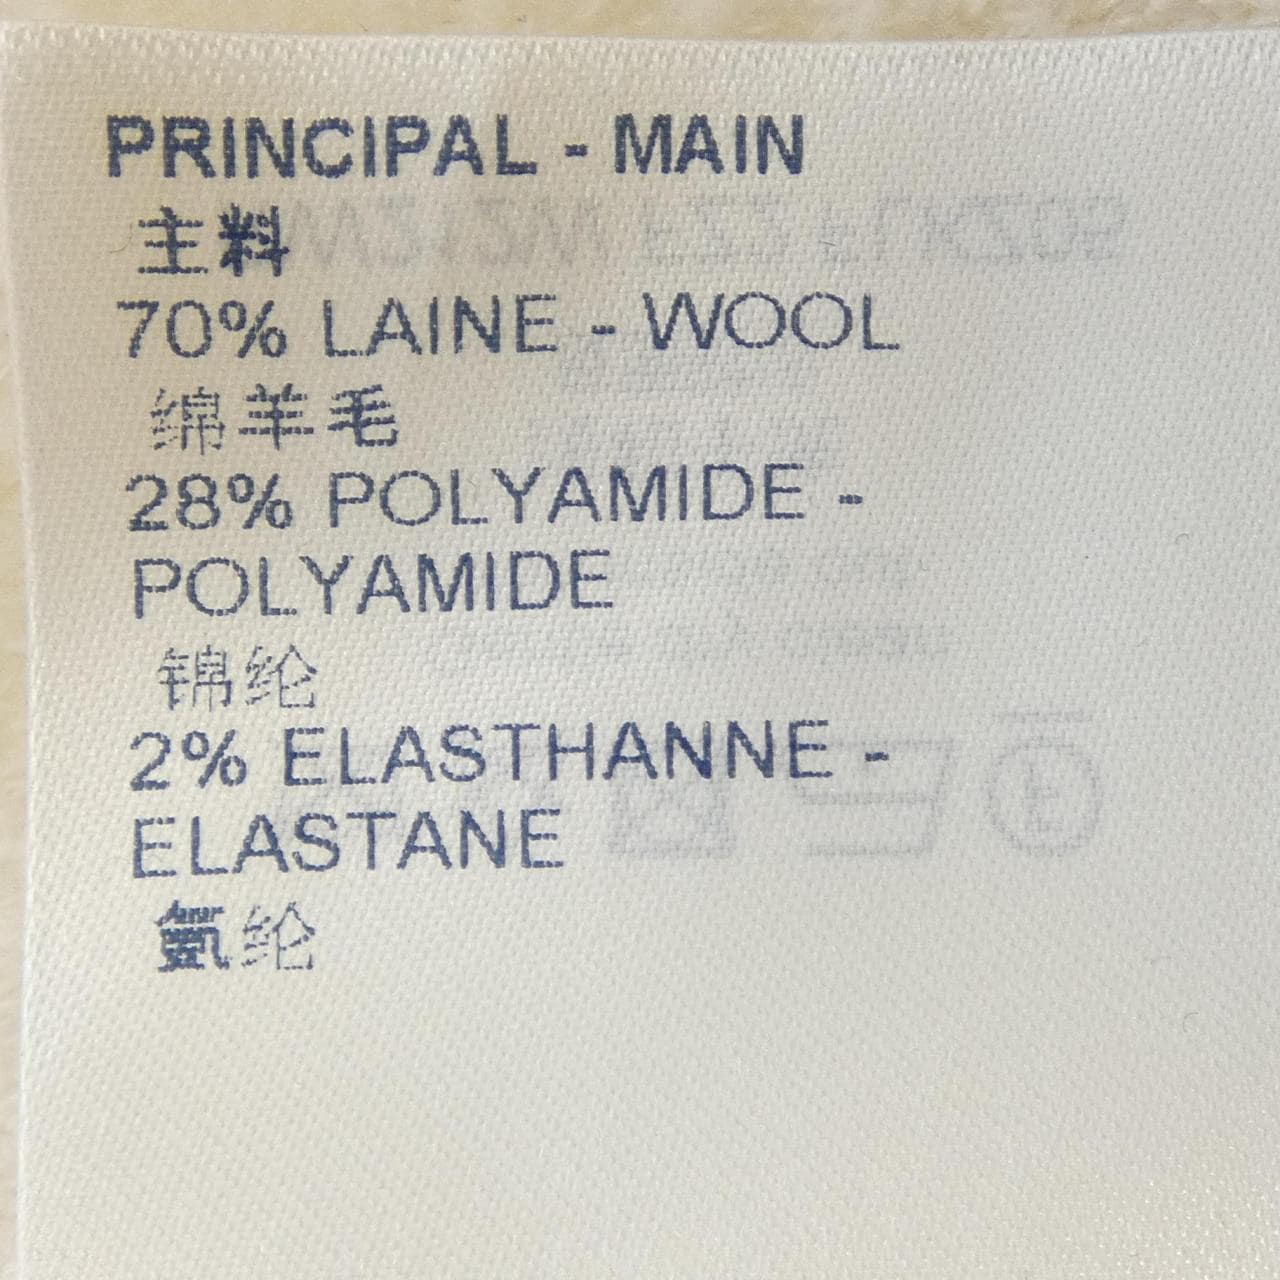 PRINCIPAL - MAIN
主料
70% LAINE - WOOL
绵羊毛
28% POLYAMIDE -
POLYAMIDE
锦纶
2% ELASTHANNE -
ELASTANE
氨纶